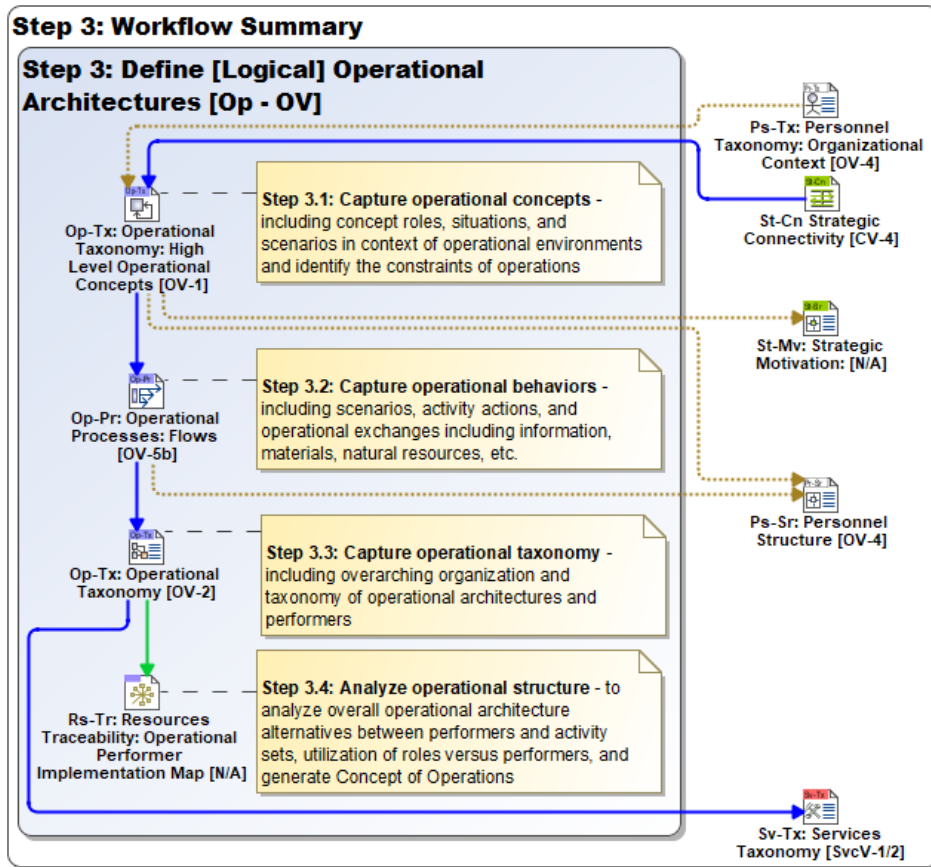 Step 3: Workflow Summary
Step 3: Define [Logical] Operational
Architectures [Op - OV]
Ps-Tx: Personnel
Taxonomy: Organizational
Context [OV-4]
St-Cn
St-Cn Strategic
Connectivity [CV-4]
Op-Tx
Op-Tx: Operational
Taxonomy: High
Level Operational
Concepts [OV-1]
Step 3.1: Capture operational concepts -
including concept roles, situations, and
scenarios in context of operational environments
and identify the constraints of operations
St-Sr
St-Mv: Strategic
Motivation: [N/A]
Op-Pr
Op-Pr: Operational
Processes: Flows
[OV-5b]
Step 3.2: Capture operational behaviors -
including scenarios, activity actions, and
operational exchanges including information,
materials, natural resources, etc.
Ps-Sr: Personnel
Structure [OV-4]
Op-Tx
Op-Tx: Operational
Taxonomy [OV-2]
Step 3.3: Capture operational taxonomy -
including overarching organization and
taxonomy of operational architectures and
performers
Rs-Tr: Resources
Traceability: Operational
Performer
Implementation Map [N/A]
Step 3.4: Analyze operational structure - to
analyze overall operational architecture
alternatives between performers and activity
sets, utilization of roles versus performers, and
generate Concept of Operations
Sv-Tx
Sv-Tx: Services
Taxonomy [SvcV-1/2]